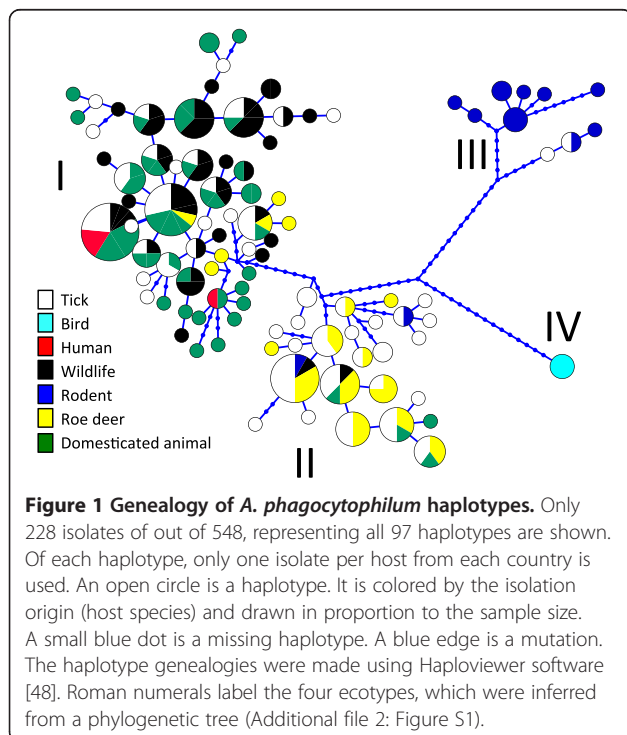 I
III
IV
II
Tick
Bird
Human
Wildlife
Rodent
Roe deer
Domesticated animal
Figure 1 Genealogy of A. phagocytophilum haplotypes. Only
228 isolates of out of 548, representing all 97 haplotypes are shown.
Of each haplotype, only one isolate per host from each country is
used. An open circle is a haplotype. It is colored by the isolation
origin (host species) and drawn in proportion to the sample size.
A small blue dot is a missing haplotype. A blue edge is a mutation.
The haplotype genealogies were made using Haploviewer software
[48]. Roman numerals label the four ecotypes, which were inferred
from a phylogenetic tree (Additional file 2: Figure S1).